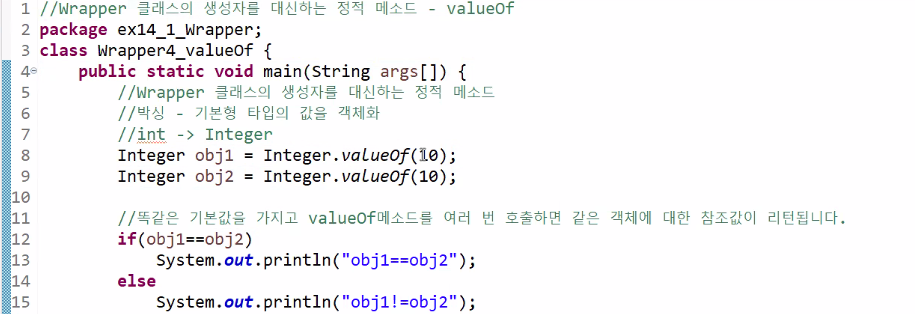 1 //Wrapper 클래스의 생성자를 대신하는 정적 메소드 - valueOf
2 package ex14_1_Wrapper;
3 class Wrapper4_valueOf {
4 public static void main(String args[]) {
5 //Wrapper 클래스의 생성자를 대신하는 정적 메소드
6 //박싱 - 기본형 타입의 값을 객체화
7 //int -> Integer
8 Integer obj1 = Integer.valueOf(10);
9 Integer obj2 = Integer.valueOf(10);
10
11 //똑같은 기본값을 가지고 valueOf메소드를 여러 번 호출하면 같은 객체에 대한 참조값이 리턴됩니다.
12 if(obj1==obj2)
13 System.out.println("obj1==obj2");
14 else
15 System.out.println("obj1!=obj2");